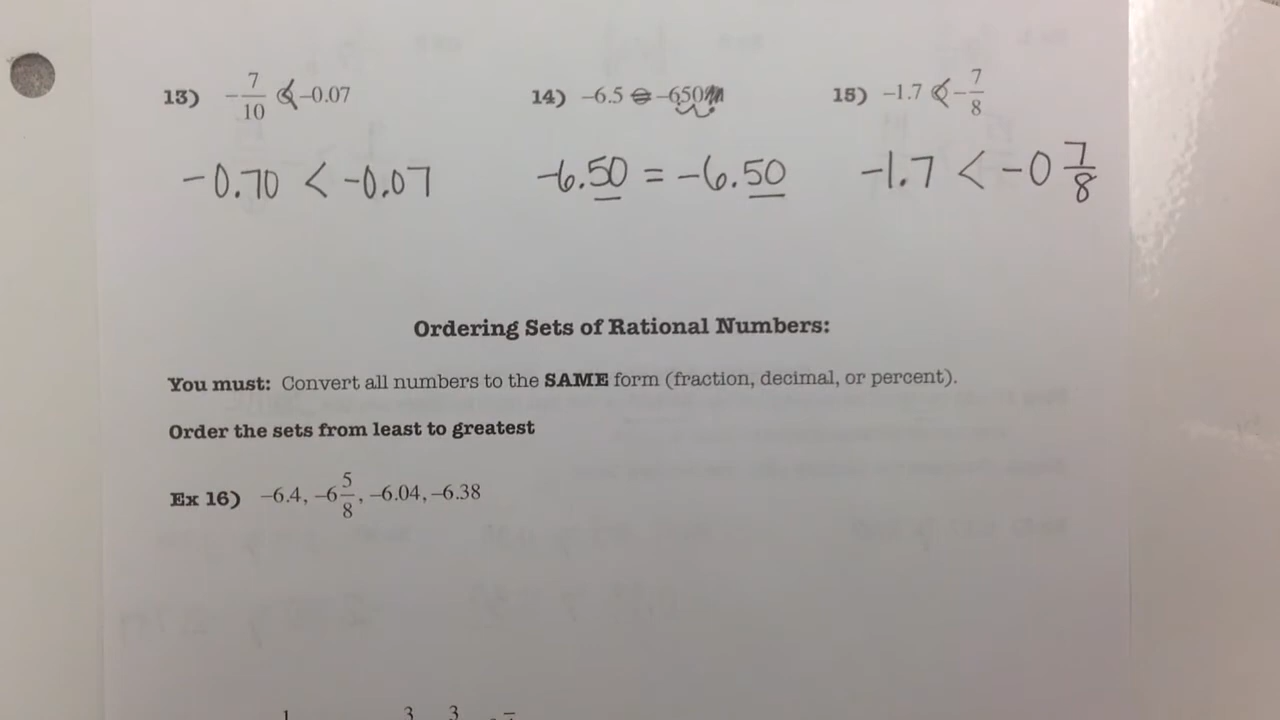 13) -7/10 < -0.07 14) -6.5 = -650% 15) -1.7 < -7/8
-0.70 < -0.07 -6.50 = -6.50 -1.7 < -0 7/8
Ordering Sets of Rational Numbers:
You must: Convert all numbers to the SAME form (fraction, decimal, or percent).
Order the sets from least to greatest
Ex 16) -6.4, -6 5/8, -6.04, -6.38